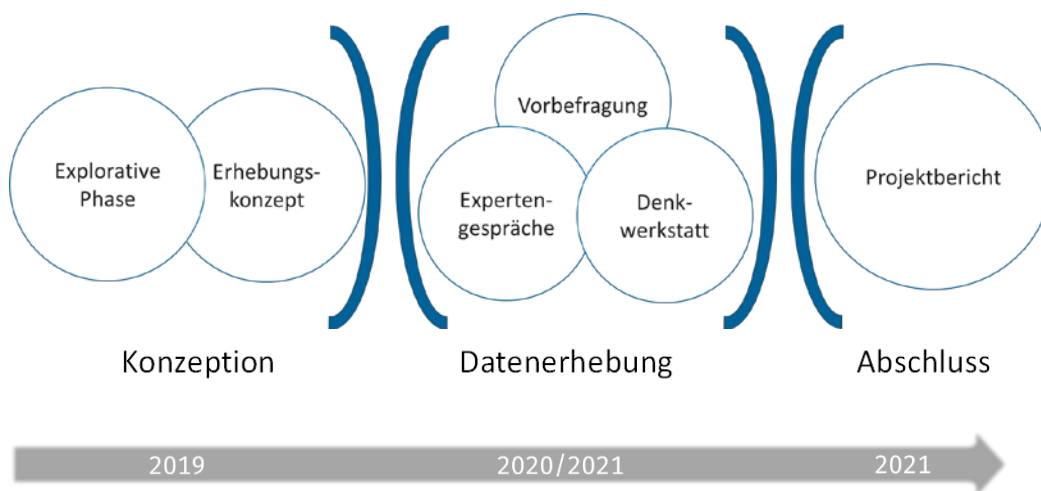 Explorative
Phase
Erhebungs-
konzept
Vorbefragung
Experten-
gespräche
Denk-
werkstatt
Projektbericht
Konzeption
Datenerhebung
Abschluss
2019
2020/2021
2021